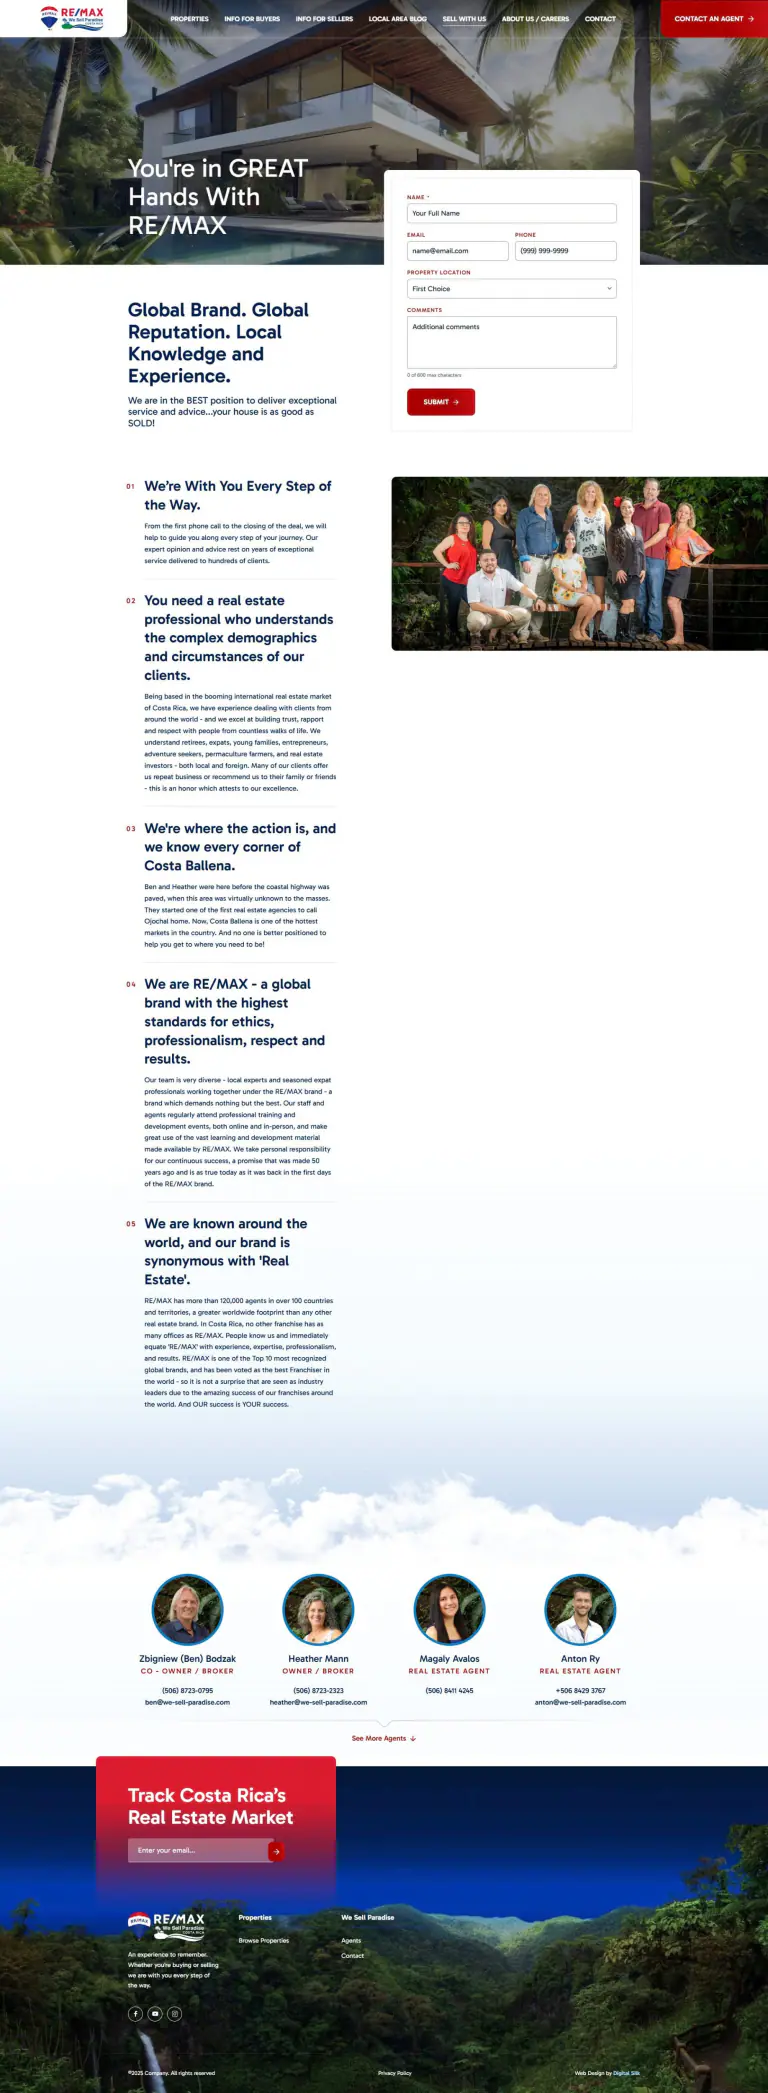 RE/MAX
We Sell Paradise
COSTA RICA
PROPERTIES
INFO FOR BUYERS
INFO FOR SELLERS
LOCAL AREA BLOG
SELL WITH US
ABOUT US / CAREERS
CONTACT
CONTACT AN AGENT →
You're in GREAT
Hands With
RE/MAX
NAME *
Your Full Name
EMAIL
PHONE
name@email.com
(999) 999-9999
PROPERTY LOCATION
First Choice
COMMENTS
Additional comments
0 of 600 max characters
SUBMIT →
Global Brand. Global
Reputation. Local
Knowledge and
Experience.
We are in the BEST position to deliver exceptional
service and advice...your house is as good as
SOLD!
01
We're With You Every Step of
the Way.
From the first phone call to the closing of the deal, we will
help to guide you along every step of your journey. Our
expert opinion and advice rest on years of exceptional
service delivered to hundreds of clients.
02
You need a real estate
professional who understands
the complex demographics
and circumstances of our
clients.
Being based in the booming international real estate market
of Costa Rica, we have experience dealing with clients from
around the world - and we excel at building trust, rapport
and respect with people from countless walks of life. We
understand retirees, expats, young families, entrepreneurs,
adventure seekers, permaculture farmers, and real estate
investors - both local and foreign. Many of our clients offer
us repeat business or recommend us to their family or friends
- this is an honor which attests to our excellence.
03
We're where the action is, and
we know every corner of
Costa Ballena.
Ben and Heather were here before the coastal highway was
paved, when this area was virtually unknown to the masses.
They started one of the first real estate agencies to call
Ojochal home. Now, Costa Ballena is one of the hottest
markets in the country. And no one is better positioned to
help you get to where you need to be!
04
We are RE/MAX - a global
brand with the highest
standards for ethics,
professionalism, respect and
results.
Our team is very diverse - local experts and seasoned expat
professionals working together under the RE/MAX brand - a
brand which demands nothing but the best. Our staff and
agents regularly attend professional training and
development events, both online and in-person, and make
great use of the vast learning and development material
made available by RE/MAX. We take personal responsibility
for our continuous success, a promise that was made 50
years ago and is as true today as it was back in the first days
of the RE/MAX brand.
05
We are known around the
world, and our brand is
synonymous with 'Real
Estate'.
RE/MAX has more than 120,000 agents in over 100 countries
and territories, a greater worldwide footprint than any other
real estate brand. In Costa Rica, no other franchise has as
many offices as RE/MAX. People know us and immediately
equate 'RE/MAX' with experience, expertise, professionalism,
and results. RE/MAX is one of the Top 10 most recognized
global brands, and has been voted as the best Franchiser in
the world - so it is not a surprise that are seen as industry
leaders due to the amazing success of our franchises around
the world. And OUR success is YOUR success.
Zbigniew (Ben) Bodzak
CO - OWNER / BROKER
(506) 8723-0795
ben@we-sell-paradise.com
Heather Mann
OWNER / BROKER
(506) 8723-2323
heather@we-sell-paradise.com
Magaly Avalos
REAL ESTATE AGENT
(506) 8411 4245
Anton Ry
REAL ESTATE AGENT
+506 8429 3767
anton@we-sell-paradise.com
See More Agents ↓
Track Costa Rica's
Real Estate Market
Enter your email...
→
RE/MAX
We Sell Paradise
COSTA RICA
An experience to remember.
Whether you're buying or selling
we are with you every step of
the way.
Properties
Browse Properties
We Sell Paradise
Agents
Contact
©2025 Company. All rights reserved
Privacy Policy
Web Design by Digital Silk